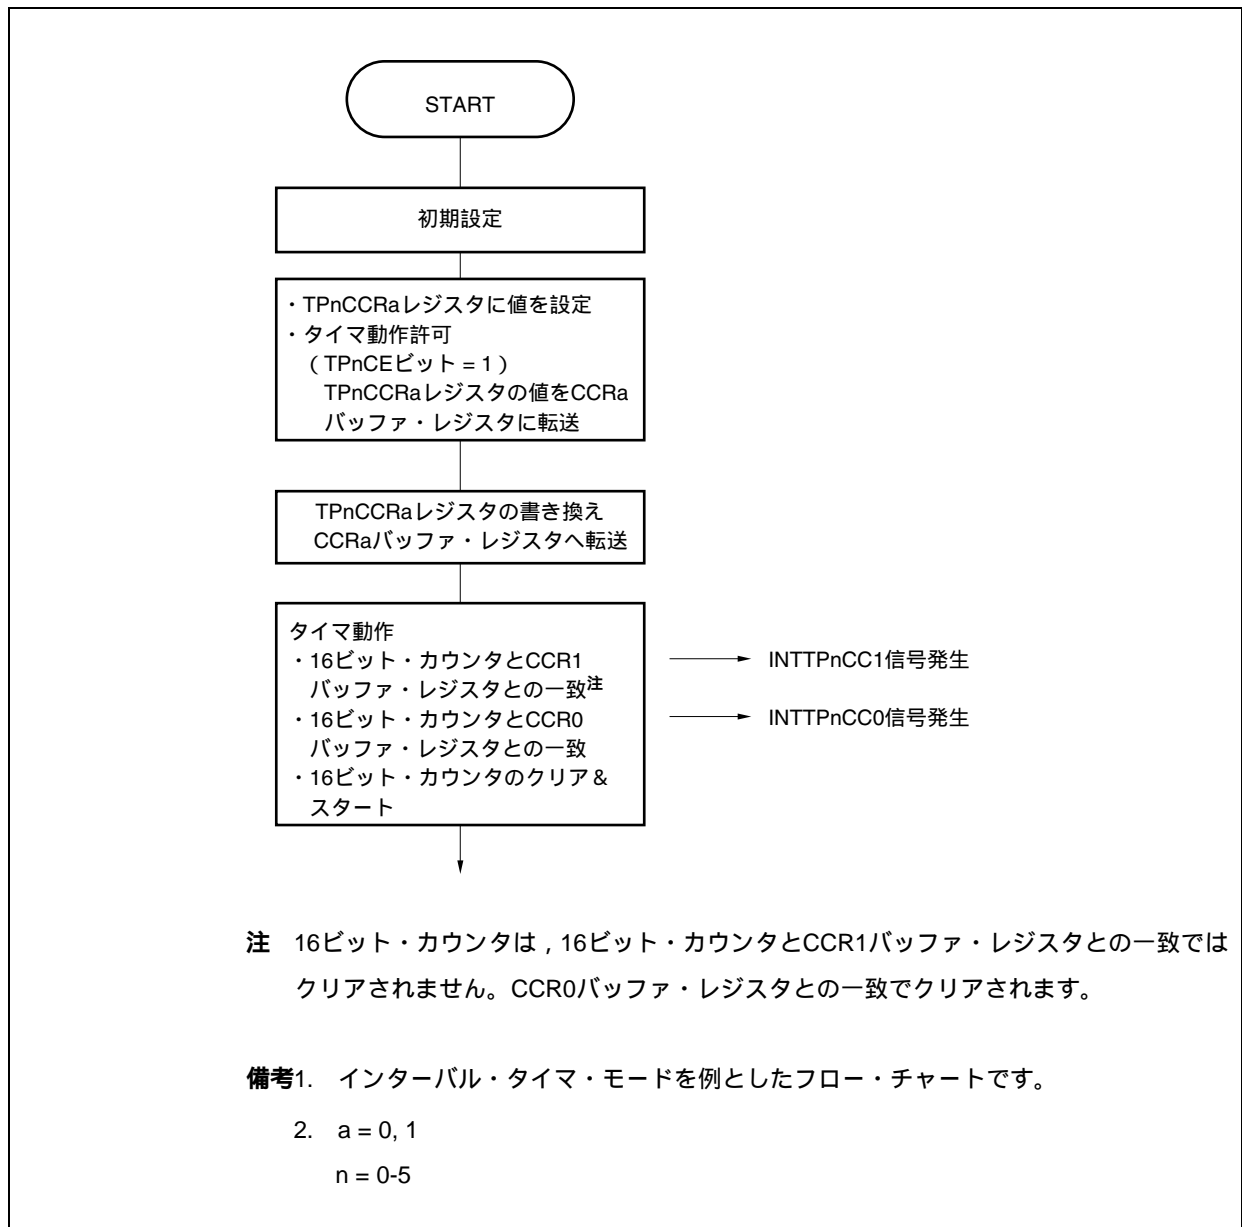 START
初期設定
・TPnCCRaレジスタに値を設定
・タイマ動作許可
（TPnCEビット = 1）
TPnCCRaレジスタの値をCCRa
バッファ・レジスタに転送
TPnCCRaレジスタの書き換え
CCRaバッファ・レジスタへ転送
タイマ動作
・16ビット・カウンタとCCR1
バッファ・レジスタとの一致注
・16ビット・カウンタとCCR0
バッファ・レジスタとの一致
・16ビット・カウンタのクリア＆
スタート
INTTPnCC1信号発生
INTTPnCC0信号発生
注 16ビット・カウンタは，16ビット・カウンタとCCR1バッファ・レジスタとの一致では
クリアされません。CCR0バッファ・レジスタとの一致でクリアされます。
備考1. インターバル・タイマ・モードを例としたフロー・チャートです。
2. a = 0, 1
n = 0-5